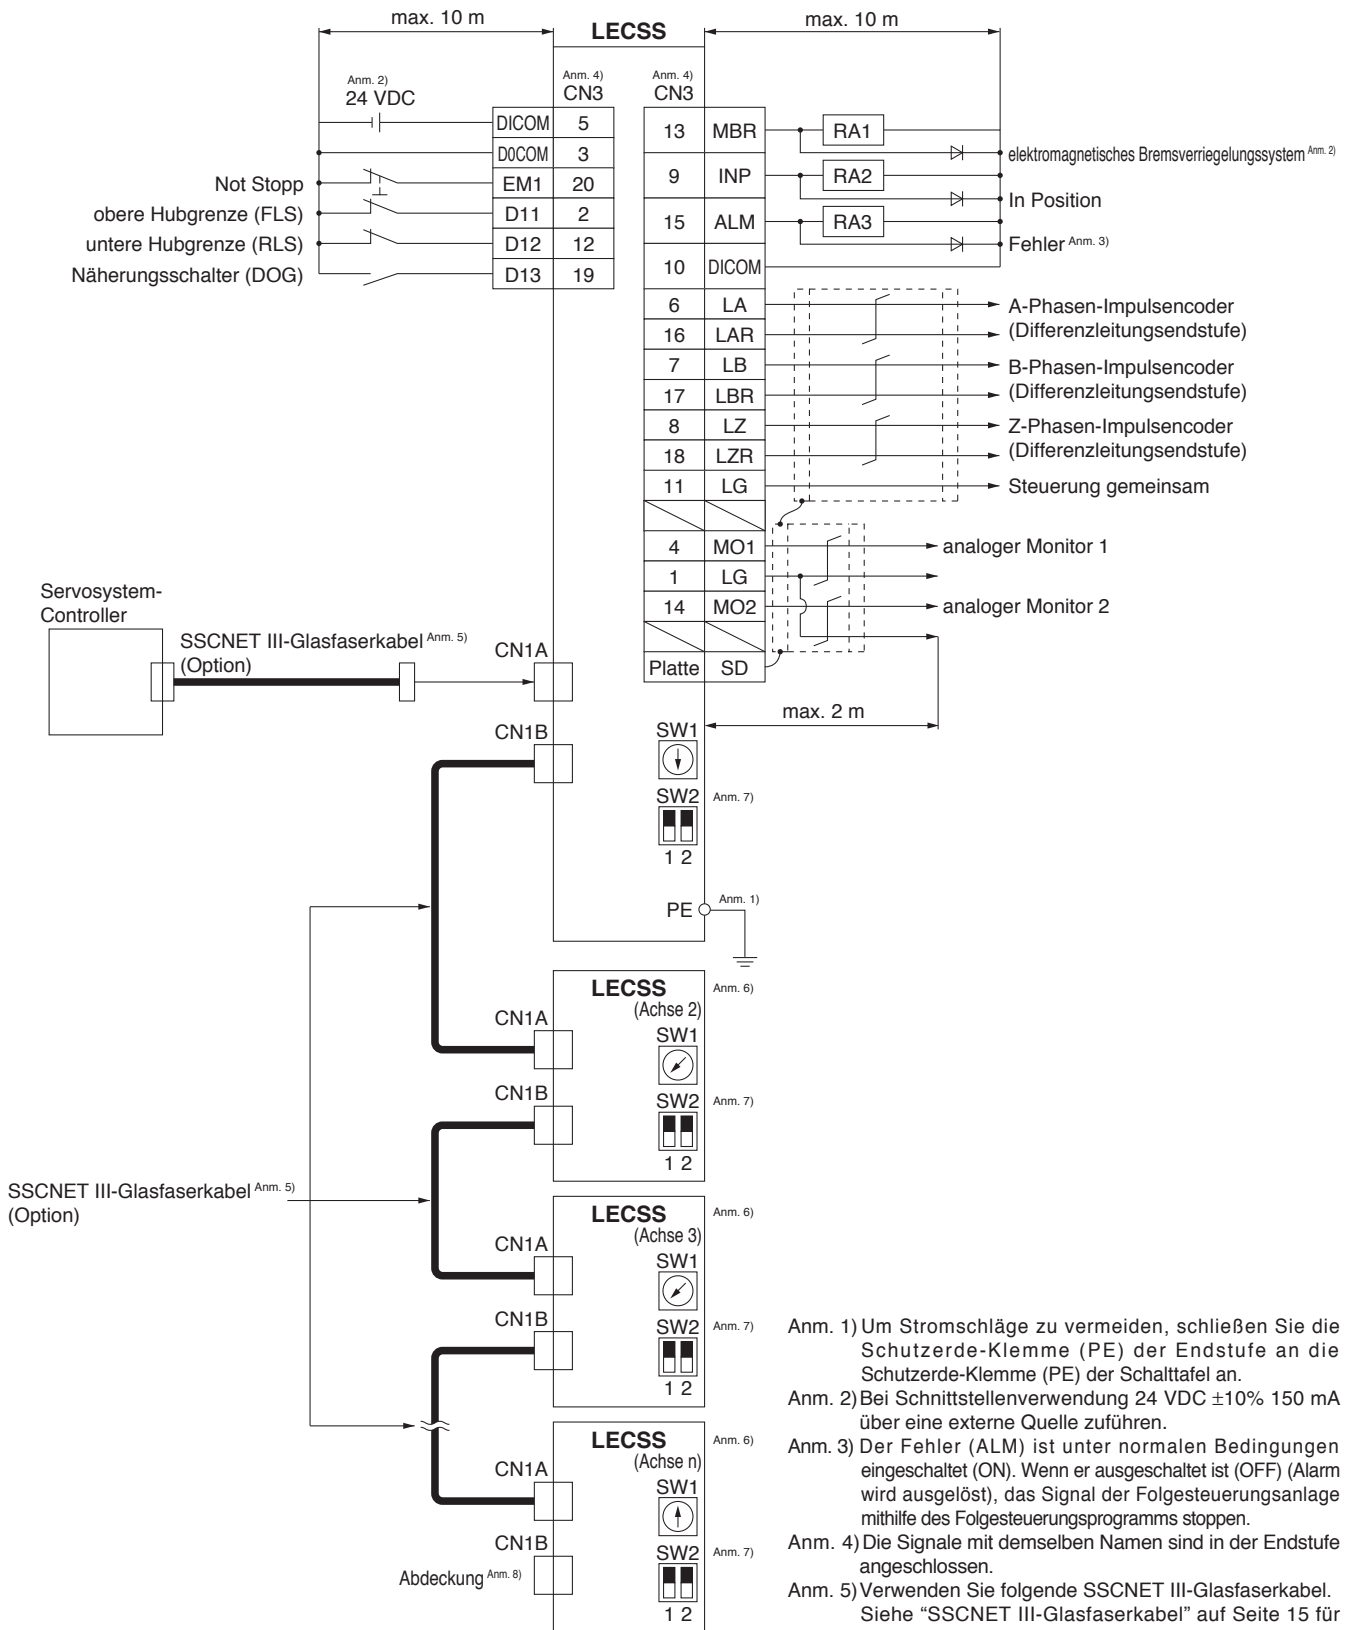 max. 10 m
LECSS
max. 10 m
Anm. 2)
24 VDC
Anm. 4)
CN3
Anm. 4)
CN3
DICOM 5
D0COM 3
Not Stopp EM1 20
obere Hubgrenze (FLS) D11 2
untere Hubgrenze (RLS) D12 12
Näherungsschalter (DOG) D13 19
13 MBR RA1
elektromagnetisches Bremsverriegelungssystem Anm. 2)
9 INP RA2
In Position
15 ALM RA3
Fehler Anm. 3)
10 DICOM
6 LA A-Phasen-Impulsencoder
16 LAR (Differenzleitungsendstufe)
7 LB B-Phasen-Impulsencoder
17 LBR (Differenzleitungsendstufe)
8 LZ Z-Phasen-Impulsencoder
18 LZR (Differenzleitungsendstufe)
11 LG Steuerung gemeinsam
4 MO1 analoger Monitor 1
1 LG
14 MO2 analoger Monitor 2
Platte SD
max. 2 m
Servosystem-
Controller
SSCNET III-Glasfaserkabel Anm. 5)
(Option)
CN1A
CN1B
SW1
SW2 Anm. 7)
1 2
PE Anm. 1)
LECSS Anm. 6)
(Achse 2)
CN1A
SW1
CN1B
SW2 Anm. 7)
1 2
SSCNET III-Glasfaserkabel Anm. 5)
(Option)
LECSS Anm. 6)
(Achse 3)
CN1A
SW1
CN1B
SW2 Anm. 7)
1 2
LECSS Anm. 6)
(Achse n)
CN1A
SW1
CN1B
SW2 Anm. 7)
Abdeckung Anm. 8)
1 2
Anm. 1) Um Stromschläge zu vermeiden, schließen Sie die
Schutzerde-Klemme (PE) der Endstufe an die
Schutzerde-Klemme (PE) der Schalttafel an.
Anm. 2) Bei Schnittstellenverwendung 24 VDC ±10% 150 mA
über eine externe Quelle zuführen.
Anm. 3) Der Fehler (ALM) ist unter normalen Bedingungen
eingeschaltet (ON). Wenn er ausgeschaltet ist (OFF) (Alarm
wird ausgelöst), das Signal der Folgesteuerungsanlage
mithilfe des Folgesteuerungsprogramms stoppen.
Anm. 4) Die Signale mit demselben Namen sind in der Endstufe
angeschlossen.
Anm. 5) Verwenden Sie folgende SSCNET III-Glasfaserkabel.
Siehe “SSCNET III-Glasfaserkabel” auf Seite 15 für